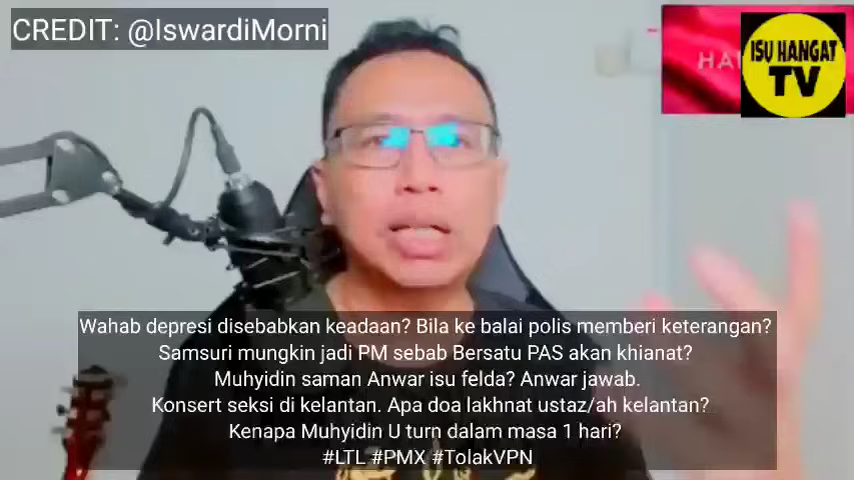 CREDIT: @IswardiMorni
HA
ISU HANGAT
TV
Wahab depresi disebabkan keadaan? Bila ke balai polis memberi keterangan?
Samsuri mungkin jadi PM sebab Bersatu PAS akan khianat?
Muhyidin saman Anwar isu felda? Anwar jawab.
Konsert seksi di kelantan. Apa doa lakhnat ustaz/ah kelantan?
Kenapa Muhyidin U turn dalam masa 1 hari?
#LTL #PMX #TolakVPN